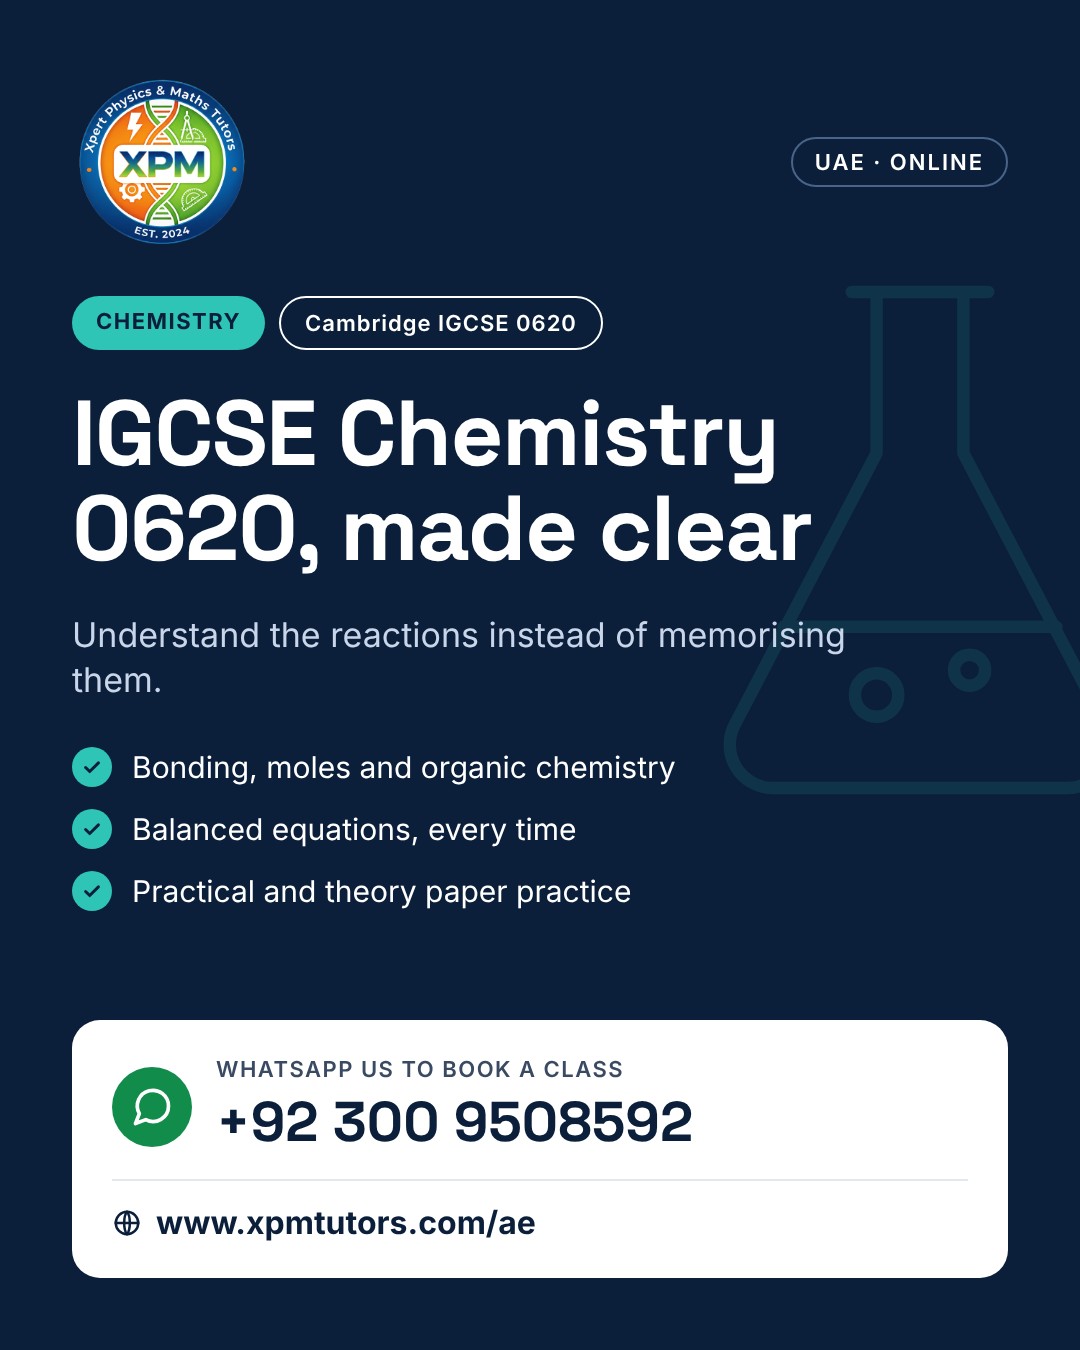 Xpert Physics & Maths Tutors
XPM
EST. 2024
UAE · ONLINE
CHEMISTRY
Cambridge IGCSE 0620
IGCSE Chemistry
0620, made clear
Understand the reactions instead of memorising
them.
Bonding, moles and organic chemistry
Balanced equations, every time
Practical and theory paper practice
WHATSAPP US TO BOOK A CLASS
+92 300 9508592
www.xpmtutors.com/ae